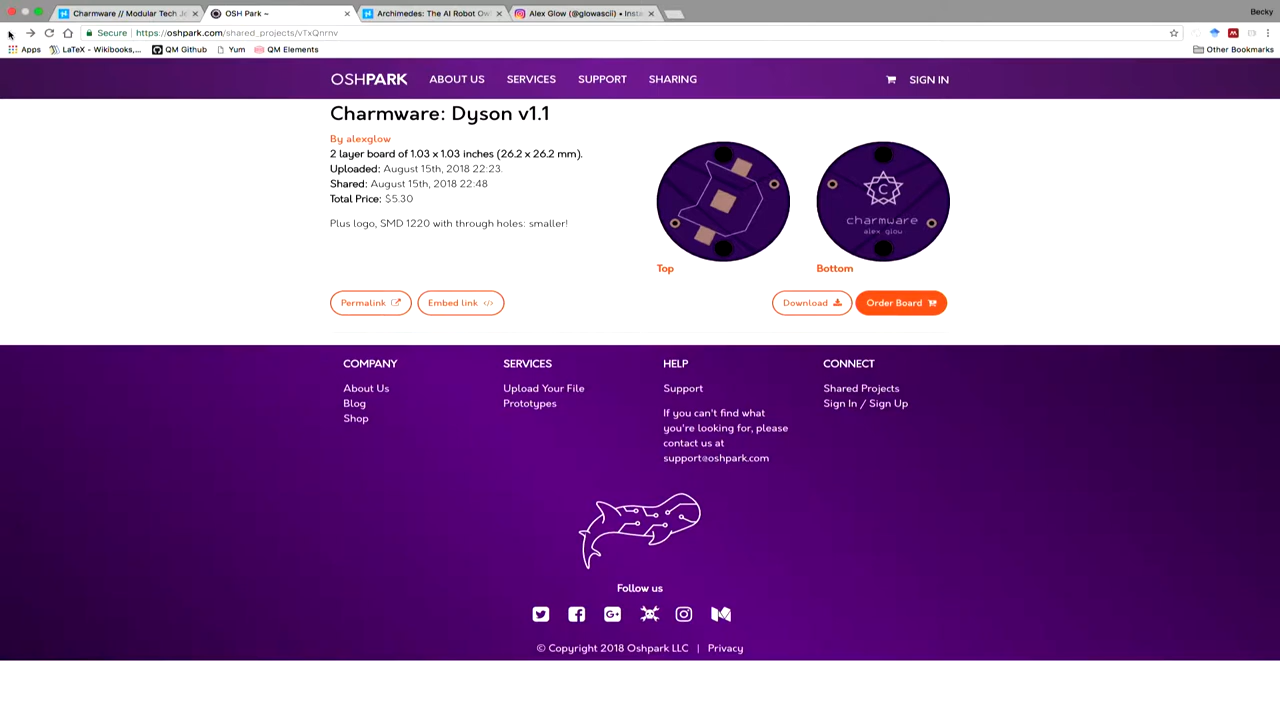 Charmware // Modular Tech Je
OSH Park ~
Archimedes: The AI Robot Ow
Alex Glow (@glowascii) • Inst
Becky
Secure
https://oshpark.com/shared_projects/vTxQnrnv
Apps
LaTeX - Wikibooks,...
QM Github
Yum
QM Elements
Other Bookmarks
OSHPARK
ABOUT US
SERVICES
SUPPORT
SHARING
SIGN IN
Charmware: Dyson v1.1
By alexglow
2 layer board of 1.03 x 1.03 inches (26.2 x 26.2 mm).
Uploaded: August 15th, 2018 22:23.
Shared: August 15th, 2018 22:48
Total Price: $5.30
Plus logo, SMD 1220 with through holes: smaller!
C
charmware
alex glow
Top
Bottom
Permalink
Embed link </>
Download
Order Board
COMPANY
About Us
Blog
Shop
SERVICES
Upload Your File
Prototypes
HELP
Support
If you can't find what
you're looking for, please
contact us at
support@oshpark.com
CONNECT
Shared Projects
Sign In / Sign Up
Follow us
© Copyright 2018 Oshpark LLC | Privacy